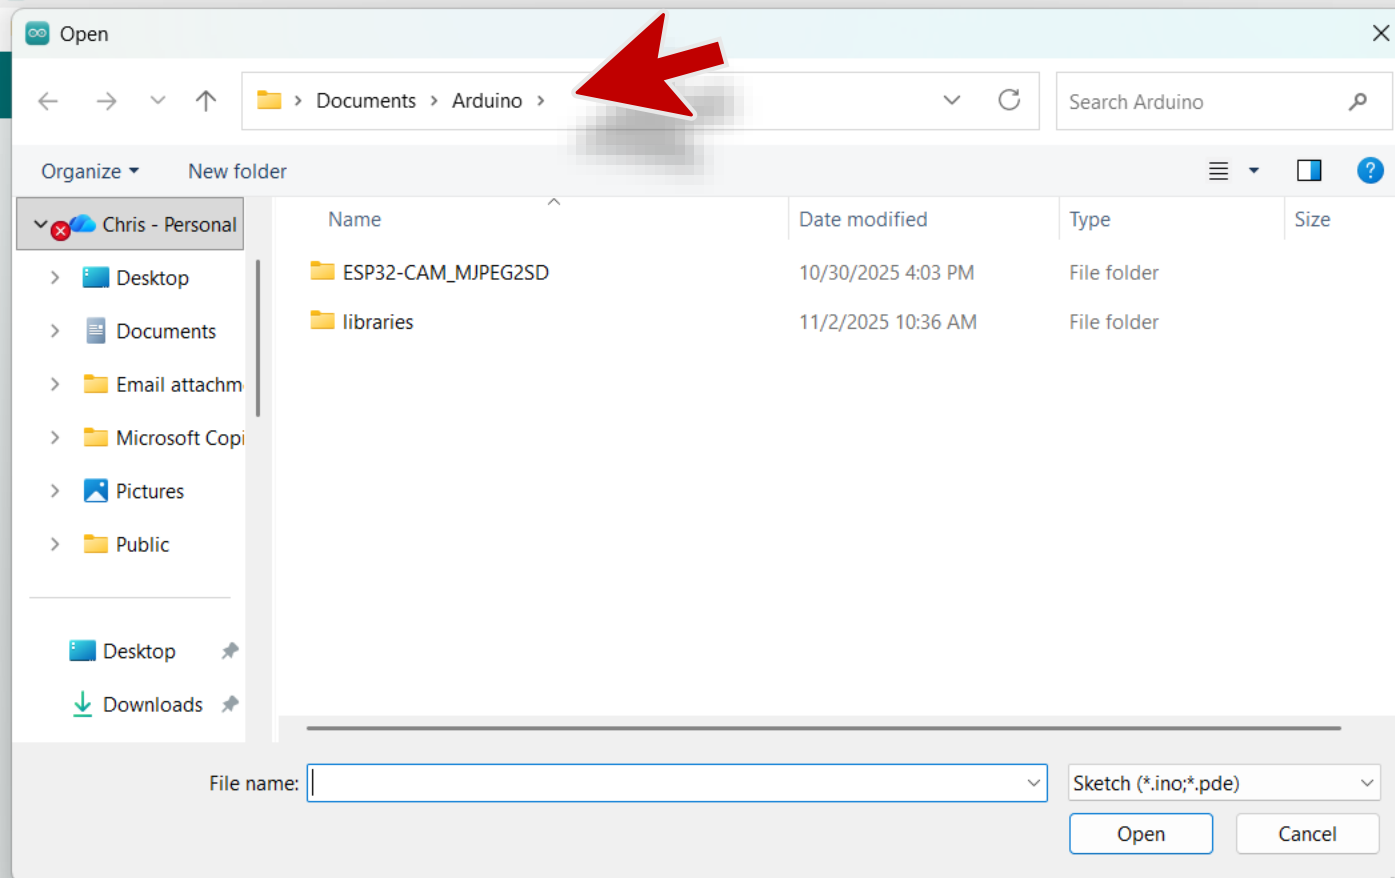 Open
Documents > Arduino >
Search Arduino
Organize
New folder
Chris - Personal
Desktop
Documents
Email attachm
Microsoft Copi
Pictures
Public
Desktop
Downloads
Name Date modified Type Size
ESP32-CAM_MJPEG2SD 10/30/2025 4:03 PM File folder
libraries 11/2/2025 10:36 AM File folder
File name:
Sketch (*.ino;*.pde)
Open Cancel